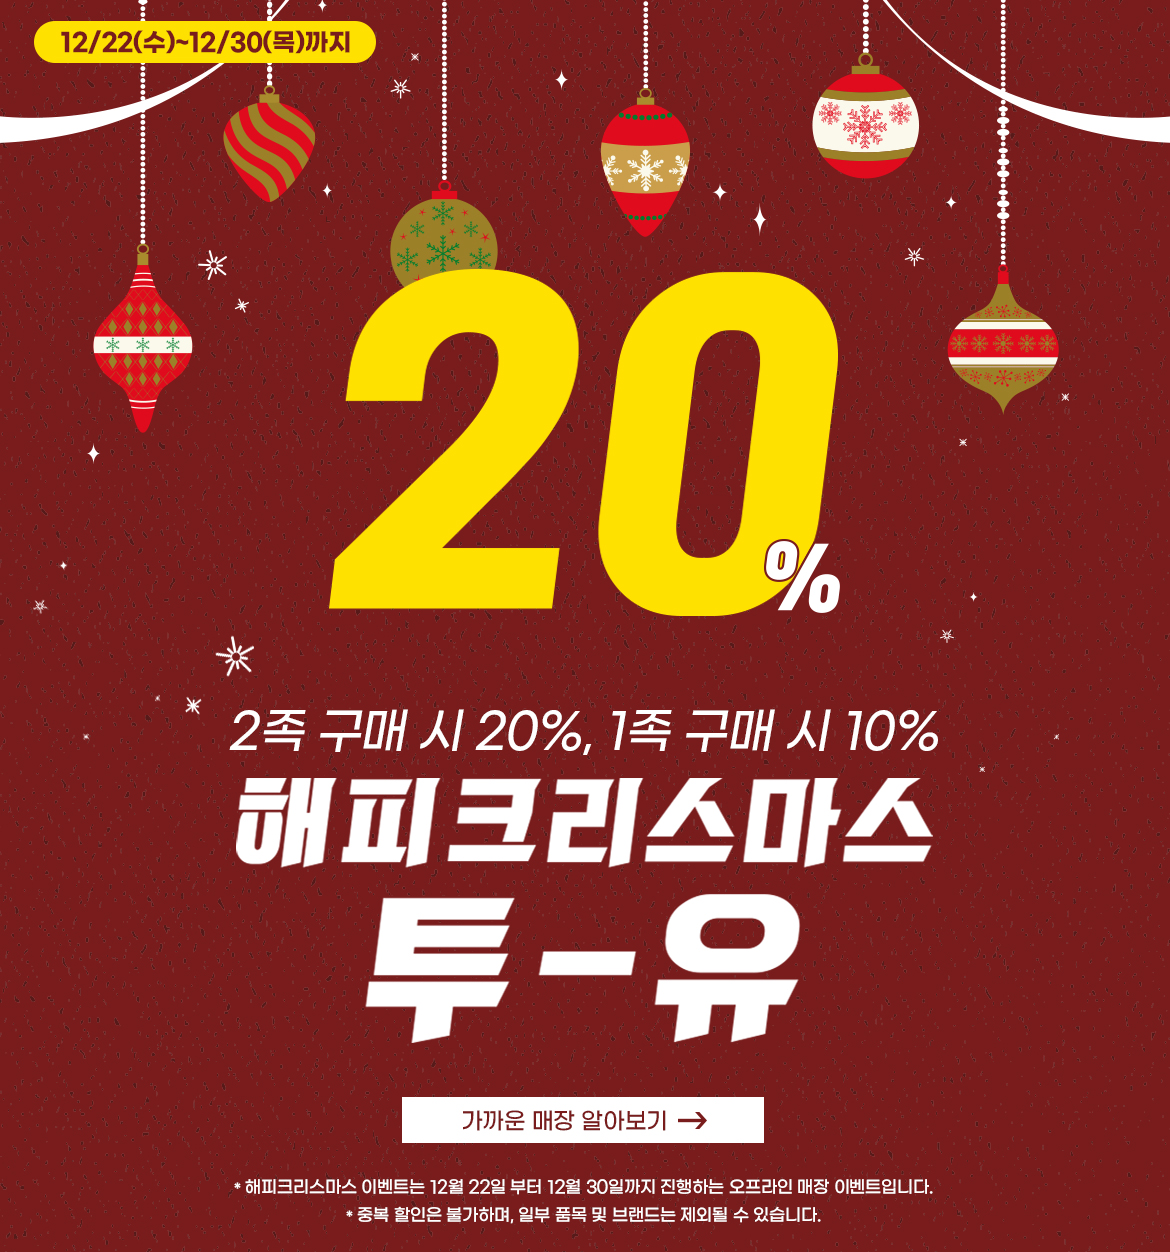 12/22(수)~12/30(목)까지
20%
2족 구매 시 20%, 1족 구매 시 10%
해피크리스마스
투-유
가까운 매장 알아보기 →
* 해피크리스마스 이벤트는 12월 22일 부터 12월 30일까지 진행하는 오프라인 매장 이벤트입니다.
* 중복 할인은 불가하며, 일부 품목 및 브랜드는 제외될 수 있습니다.